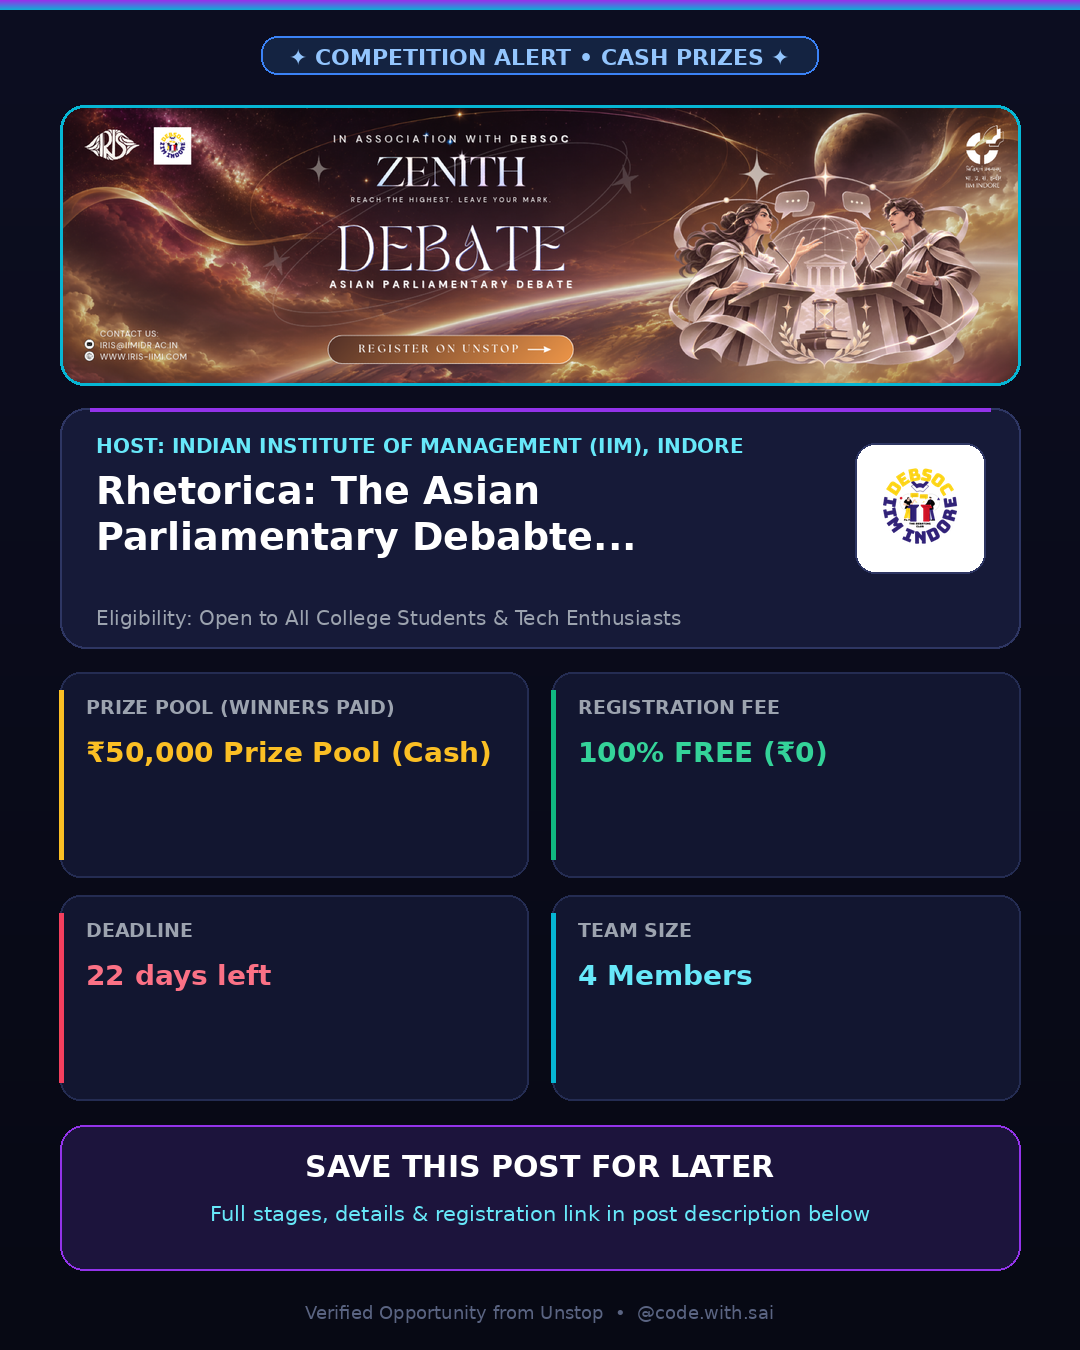 ✦ COMPETITION ALERT • CASH PRIZES ✦
IRIS
DEBSOC
IIM INDORE
IN ASSOCIATION WITH DEBSOC
ZENITH
REACH THE HIGHEST. LEAVE YOUR MARK.
DEBATE
ASIAN PARLIAMENTARY DEBATE
REGISTER ON UNSTOP
CONTACT US:
IRIS@IIMIDR.AC.IN
WWW.IRIS-IIMI.COM
IIM INDORE
HOST: INDIAN INSTITUTE OF MANAGEMENT (IIM), INDORE
Rhetorica: The Asian
Parliamentary Debabte...
DEBSOC
IIM INDORE
Eligibility: Open to All College Students & Tech Enthusiasts
PRIZE POOL (WINNERS PAID)
₹50,000 Prize Pool (Cash)
REGISTRATION FEE
100% FREE (₹0)
DEADLINE
22 days left
TEAM SIZE
4 Members
SAVE THIS POST FOR LATER
Full stages, details & registration link in post description below
Verified Opportunity from Unstop • @code.with.sai